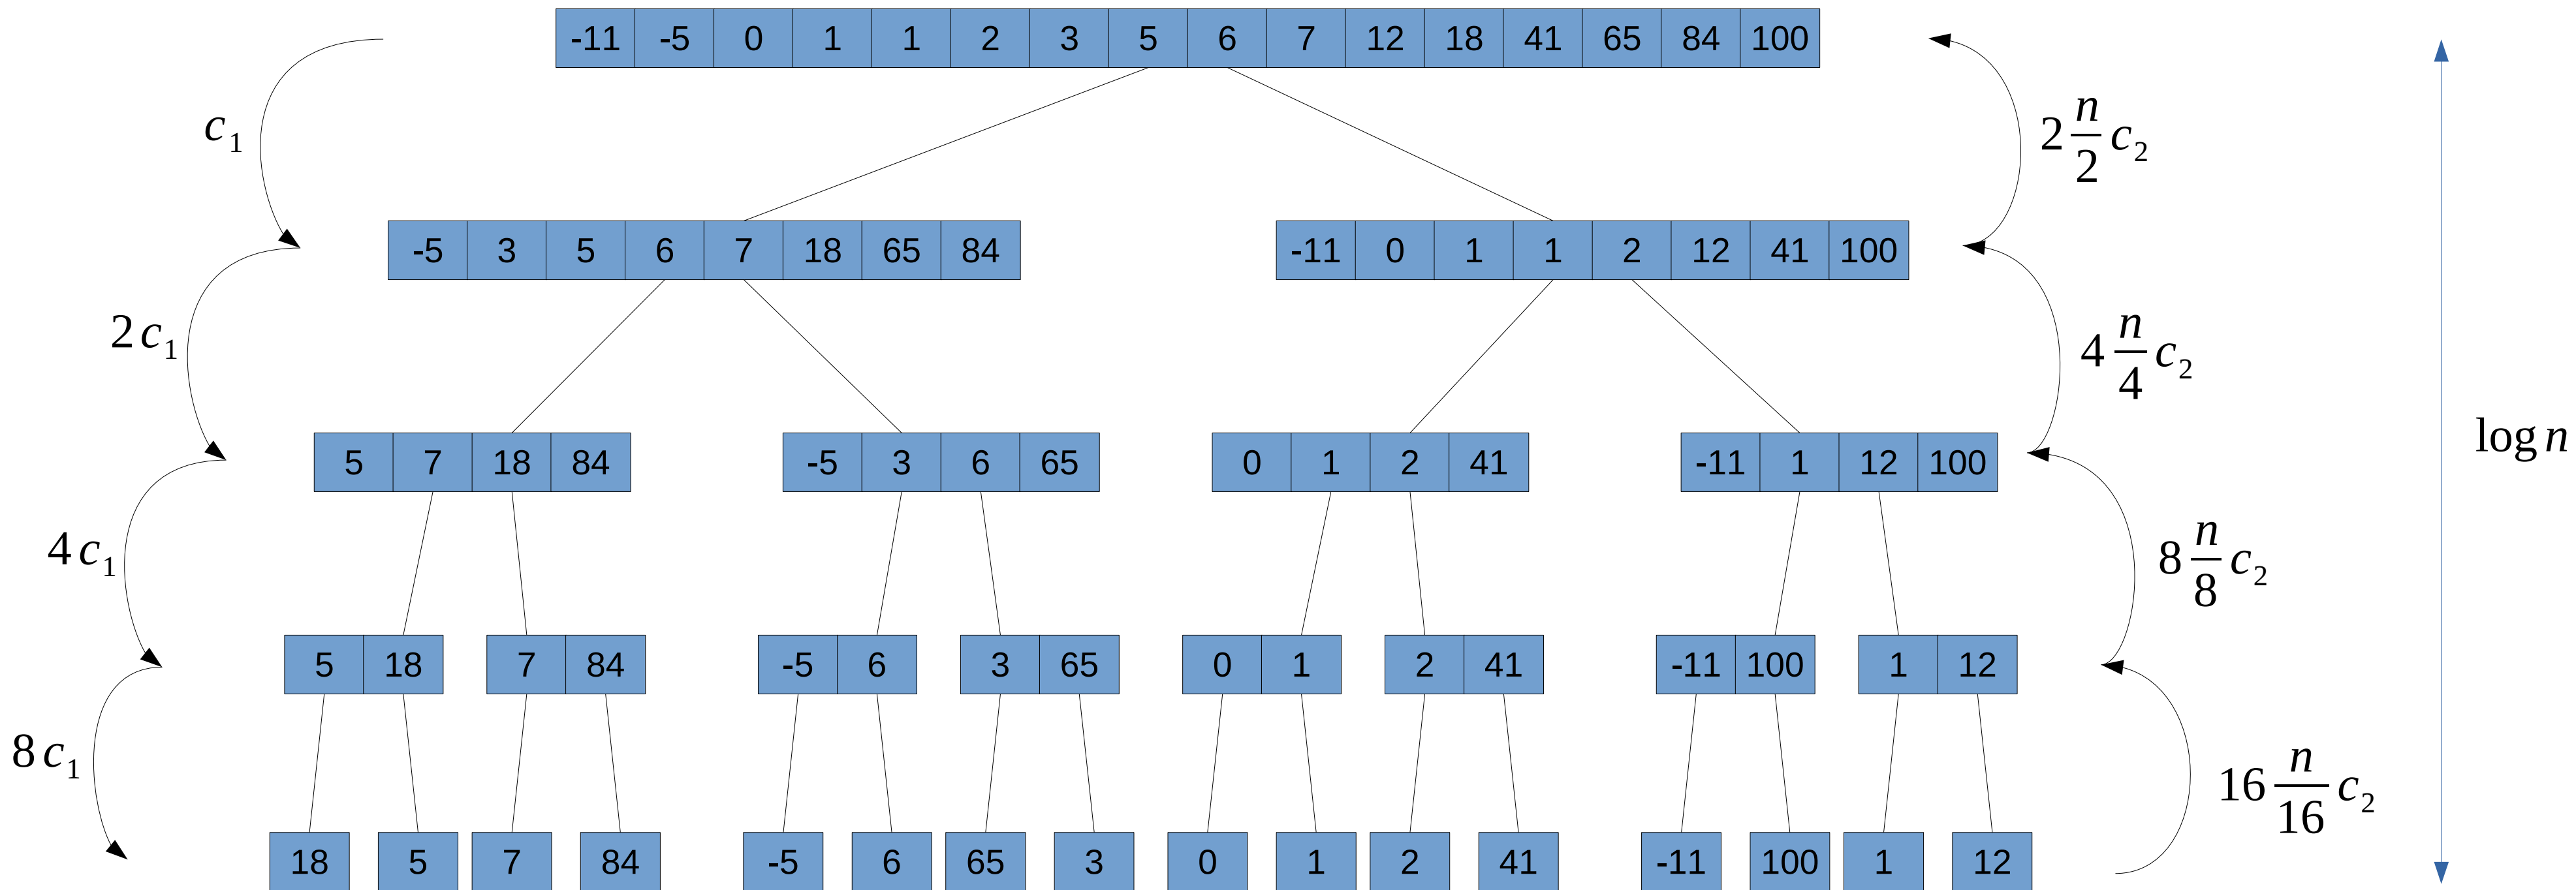 -11 -5 0 1 1 2 3 5 6 7 12 18 41 65 84 100
c₁
2 n/2 c₂
-5 3 5 6 7 18 65 84
-11 0 1 1 2 12 41 100
2c₁
4 n/4 c₂
log n
5 7 18 84
-5 3 6 65
0 1 2 41
-11 1 12 100
4c₁
8 n/8 c₂
5 18
7 84
-5 6
3 65
0 1
2 41
-11 100
1 12
8c₁
16 n/16 c₂
18
5
7
84
-5
6
65
3
0
1
2
41
-11
100
1
12